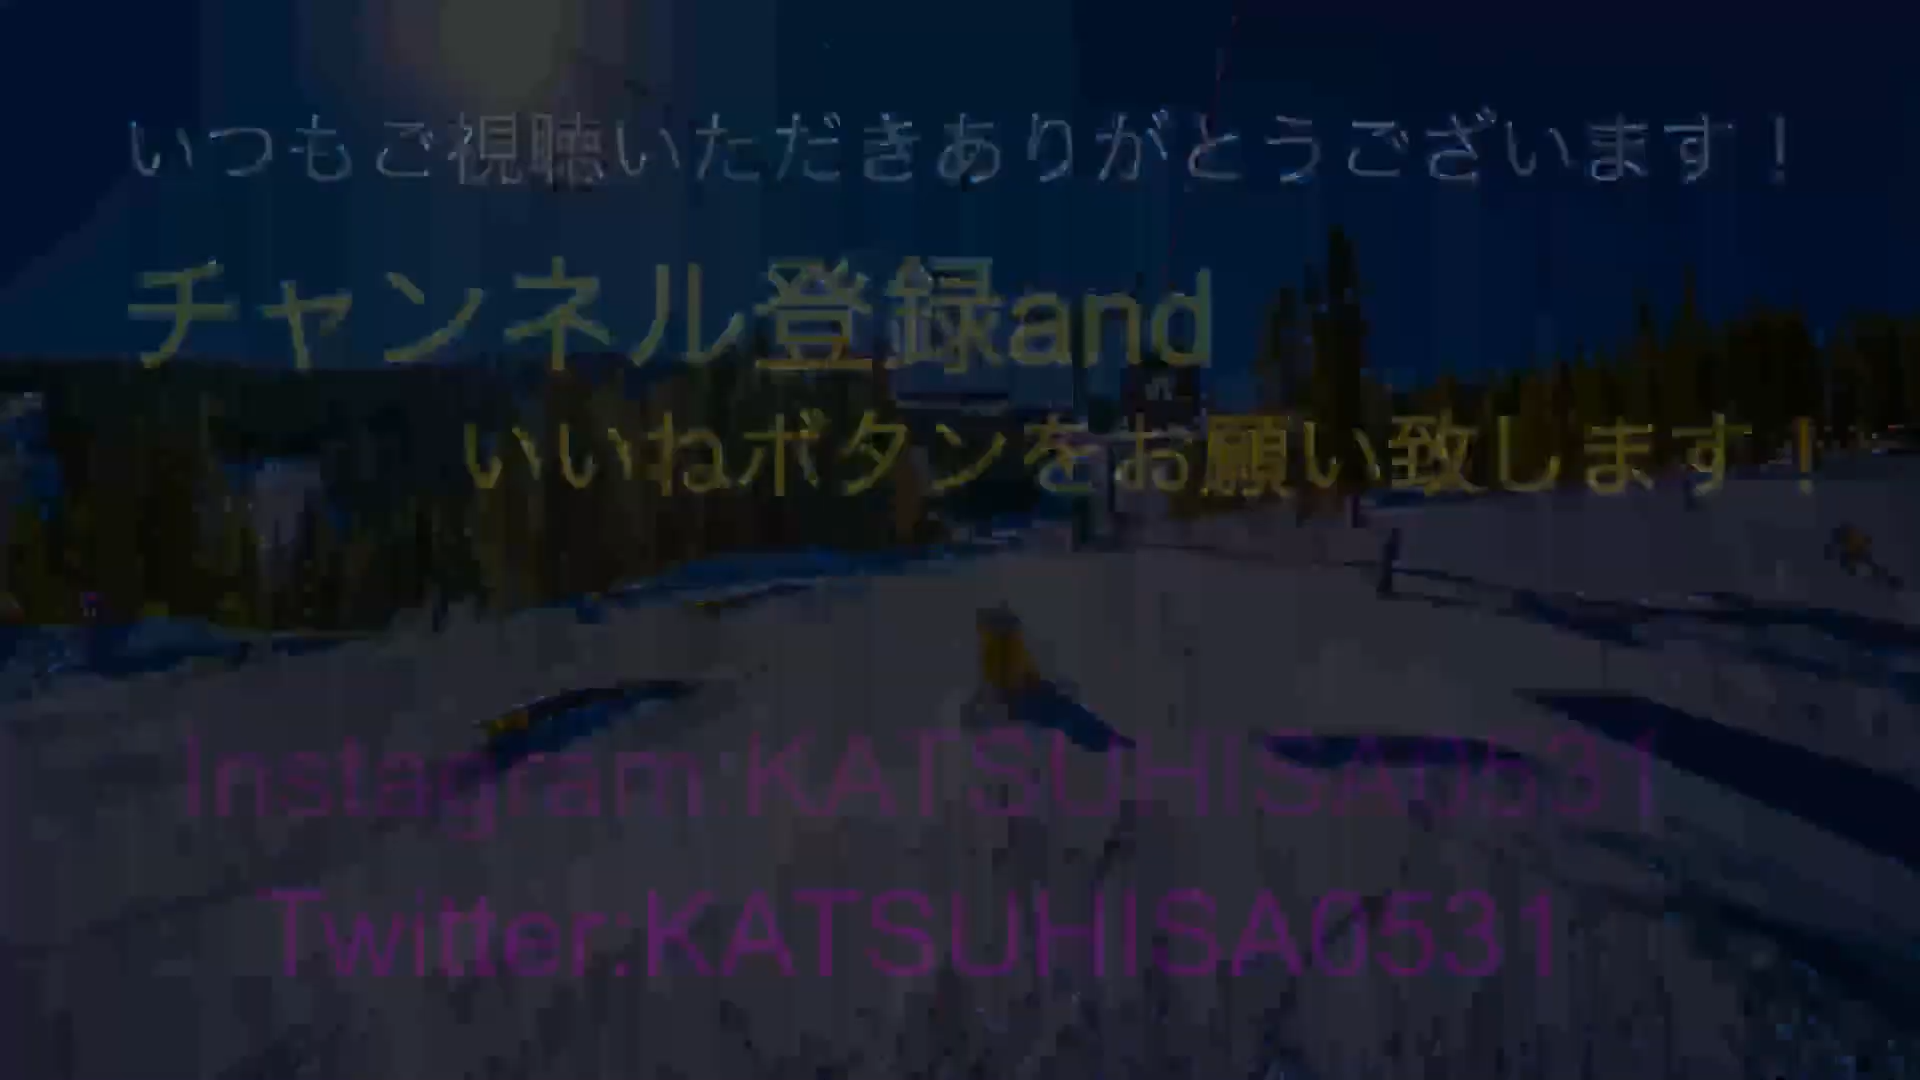 いつもご視聴いただきありがとうございます！
チャンネル登録and
いいねボタンをお願い致します！
Instagram:KATSUHISA0531
Twitter:KATSUHISA0531